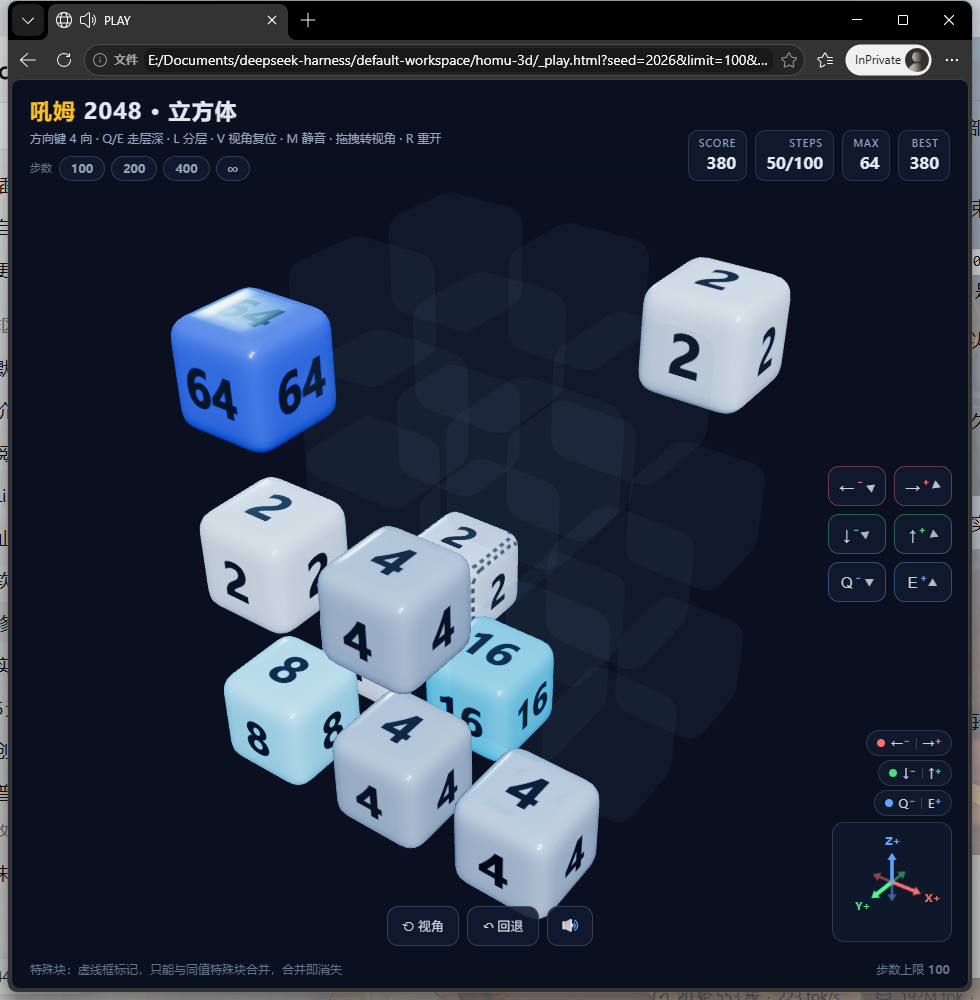 PLAY
文件 E:/Documents/deepseek-harness/default-workspace/homu-3d/_play.html?seed=2026&limit=100&... InPrivate
吼姆 2048 • 立方体
方向键 4 向 · Q/E 走层深 · L 分层 · V 视角复位 · M 静音 · 拖拽转视角 · R 重开
步数 100 200 400 ∞
SCORE STEPS MAX BEST
380 50/100 64 380
2
2 2
64
64 64
2
2 2
2
2
4
4 4
16
16 16
8
8 8
4
4 4
4
4 4
←⁻▼ →⁺▲
↓⁻▼ ↑⁺▲
Q⁻▼ E⁺▲
←⁻ | →⁺
↓⁻ | ↑⁺
Q⁻ | E⁺
Z+
X+
Y+
视角 回退
特殊块：虚线框标记，只能与同值特殊块合并，合并即消失
步数上限 100